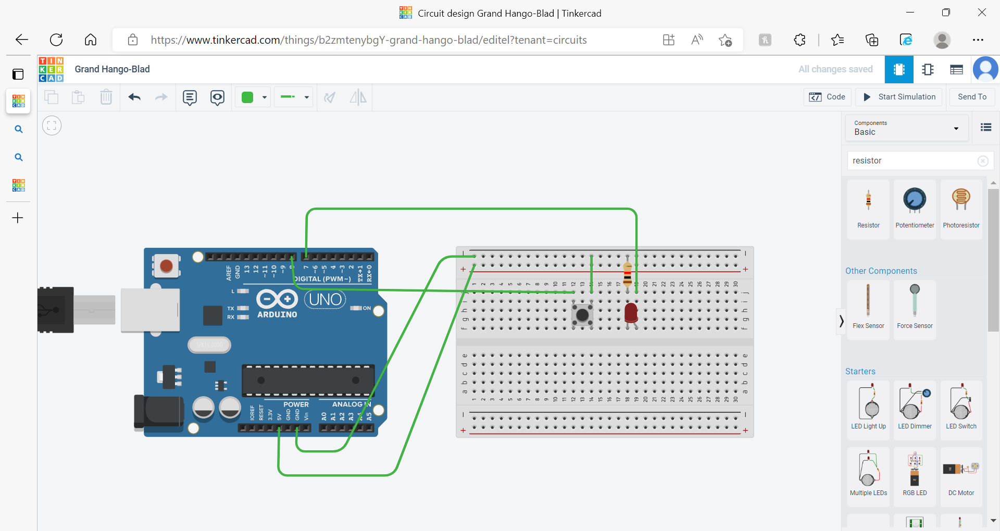 Circuit design Grand Hango-Blad | Tinkercad
https://www.tinkercad.com/things/b2zmtenybgY-grand-hango-blad/editel?tenant=circuits
TIN
KER
CAD
Grand Hango-Blad
All changes saved
Code
Start Simulation
Send To
Components
Basic
resistor
Resistor
Potentiometer
Photoresistor
Other Components
Flex Sensor
Force Sensor
Starters
LED Light Up
LED Dimmer
LED Switch
Multiple LEDs
RGB LED
DC Motor
AREF
GND
13
12
~11
~10
~9
8
7
~6
~5
4
~3
2
TX→1
RX←0
DIGITAL (PWM~)
L
TX
RX
ARDUINO
UNO
ON
POWER
ANALOG IN
IOREF
RESET
3.3V
5V
GND
GND
Vin
A0
A1
A2
A3
A4
A5
1 2 3 4 5 6 7 8 9 10 11 12 13 14 15 16 17 18 19 20 21 22 23 24 25 26 27 28 29 30
j j
i i
h h
g g
f f
e e
d d
c c
b b
a a
1 2 3 4 5 6 7 8 9 10 11 12 13 14 15 16 17 18 19 20 21 22 23 24 25 26 27 28 29 30